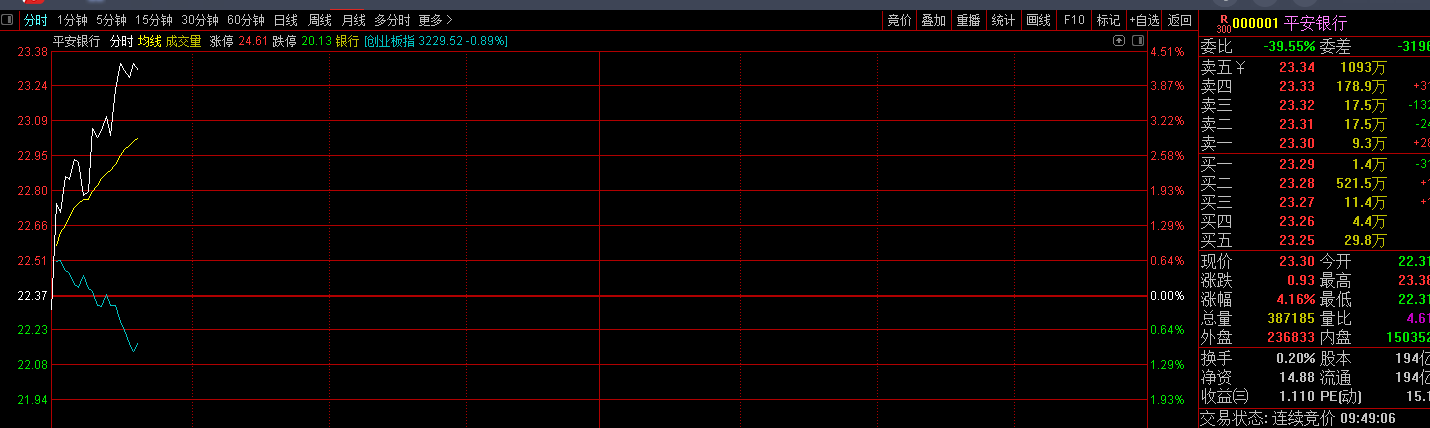 分时 1分钟 5分钟 15分钟 30分钟 60分钟 日线 周线 月线 多分时 更多> 竞价 叠加 重播 统计 画线 F10 标记 +自选 返回
平安银行 分时 均线 成交量 涨停 24.61 跌停 20.13 银行 [创业板指 3229.52 -0.89%]
23.38 4.51%
23.24 3.87%
23.09 3.22%
22.95 2.58%
22.80 1.93%
22.66 1.29%
22.51 0.64%
22.37 0.00%
22.23 0.64%
22.08 1.29%
21.94 1.93%
R 300 000001 平安银行
委比 -39.55% 委差 -3196
卖五¥ 23.34 1093万
卖四 23.33 178.9万 +31
卖三 23.32 17.5万 -132
卖二 23.31 17.5万 -24
卖一 23.30 9.3万 +28
买一 23.29 1.4万 -31
买二 23.28 521.5万 +1
买三 23.27 11.4万 +1
买四 23.26 4.4万
买五 23.25 29.8万
现价 23.30 今开 22.31
涨跌 0.93 最高 23.38
涨幅 4.16% 最低 22.31
总量 387185 量比 4.61
外盘 236833 内盘 150352
换手 0.20% 股本 194亿
净资 14.88 流通 194亿
收益㈢ 1.110 PE(动) 15.1
交易状态: 连续竞价 09:49:06